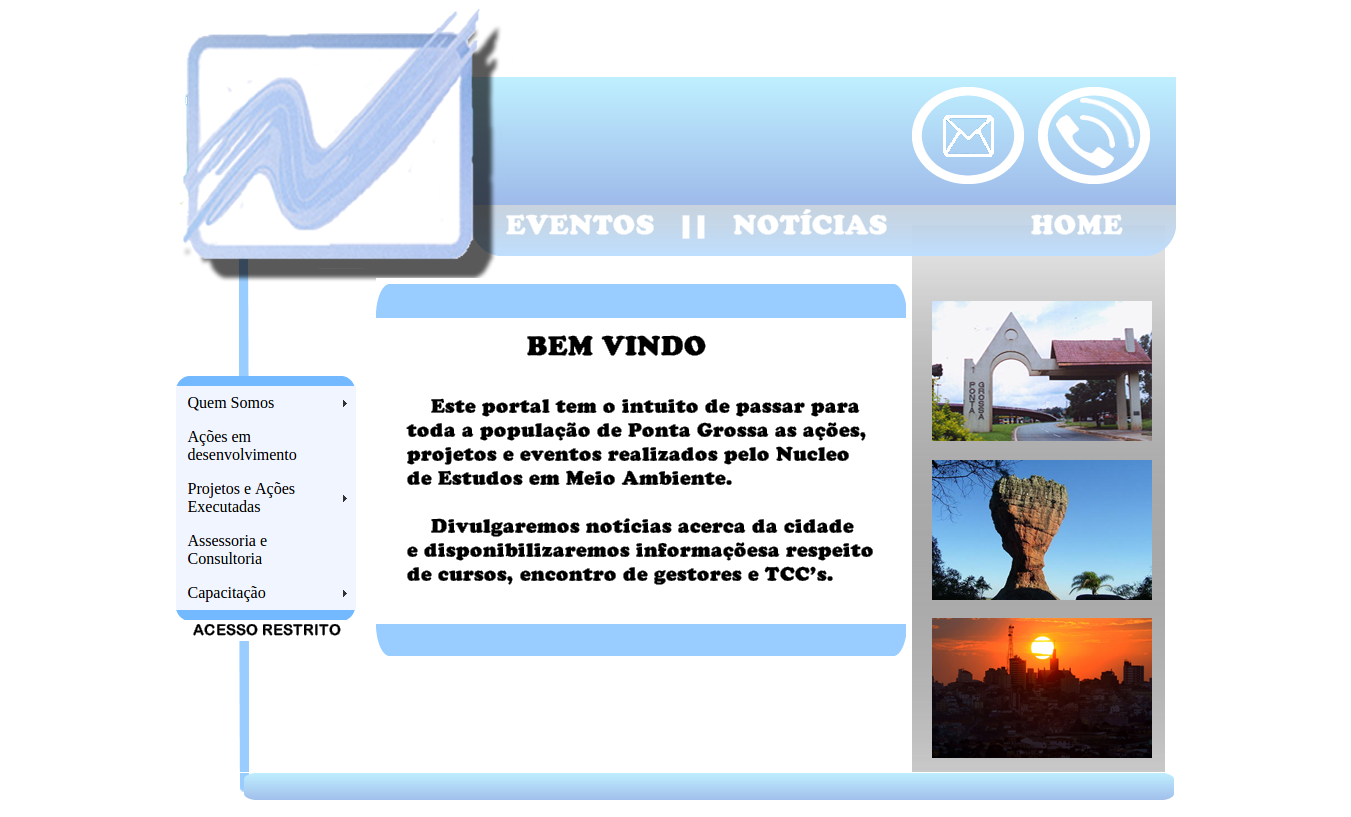 EVENTOS || NOTÍCIAS HOME
BEM VINDO
Este portal tem o intuito de passar para
toda a população de Ponta Grossa as ações,
projetos e eventos realizados pelo Nucleo
de Estudos em Meio Ambiente.
Divulgaremos notícias acerca da cidade
e disponibilizaremos informaçõesa respeito
de cursos, encontro de gestores e TCC's.
Quem Somos
Ações em
desenvolvimento
Projetos e Ações
Executadas
Assessoria e
Consultoria
Capacitação
ACESSO RESTRITO
PONTA
GROSSA